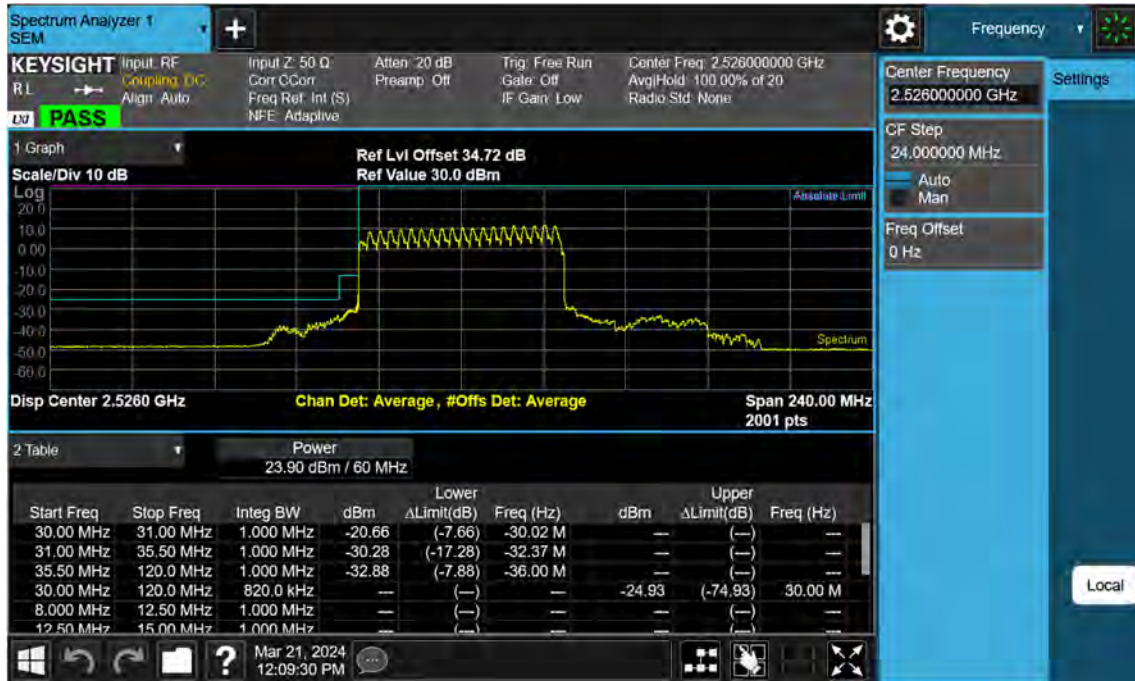 Spectrum Analyzer 1
SEM
+
Frequency
KEYSIGHT
RL
LXI
PASS
Input: RF
Coupling: DC
Align: Auto
Input Z: 50 Ω
Corr CCorr
Freq Ref: Int (S)
NFE: Adaptive
Atten: 20 dB
Preamp: Off
Trig: Free Run
Gate: Off
IF Gain: Low
Center Freq: 2.526000000 GHz
Avg|Hold: 100.00% of 20
Radio Std: None
Center Frequency
2.526000000 GHz
Settings
CF Step
24.000000 MHz
Auto
Man
Freq Offset
0 Hz
1 Graph
Scale/Div 10 dB
Ref Lvl Offset 34.72 dB
Ref Value 30.0 dBm
Log
Absolute Limit
20.0
10.0
0.00
-10.0
-20.0
-30.0
-40.0
-50.0
-60.0
Spectrum
Disp Center 2.5260 GHz
Chan Det: Average, #Offs Det: Average
Span 240.00 MHz
2001 pts
2 Table
Power
23.90 dBm / 60 MHz
Lower Upper
Start Freq Stop Freq Integ BW dBm ΔLimit(dB) Freq (Hz) dBm ΔLimit(dB) Freq (Hz)
30.00 MHz 31.00 MHz 1.000 MHz -20.66 (-7.66) -30.02 M --- (---) ---
31.00 MHz 35.50 MHz 1.000 MHz -30.28 (-17.28) -32.37 M --- (---) ---
35.50 MHz 120.0 MHz 1.000 MHz -32.88 (-7.88) -36.00 M --- (---) ---
30.00 MHz 120.0 MHz 820.0 kHz --- (---) --- -24.93 (-74.93) 30.00 M
8.000 MHz 12.50 MHz 1.000 MHz --- (---) --- --- (---) ---
12.50 MHz 15.00 MHz 1.000 MHz --- (---) --- --- (---) ---
Local
?
Mar 21, 2024
12:09:30 PM